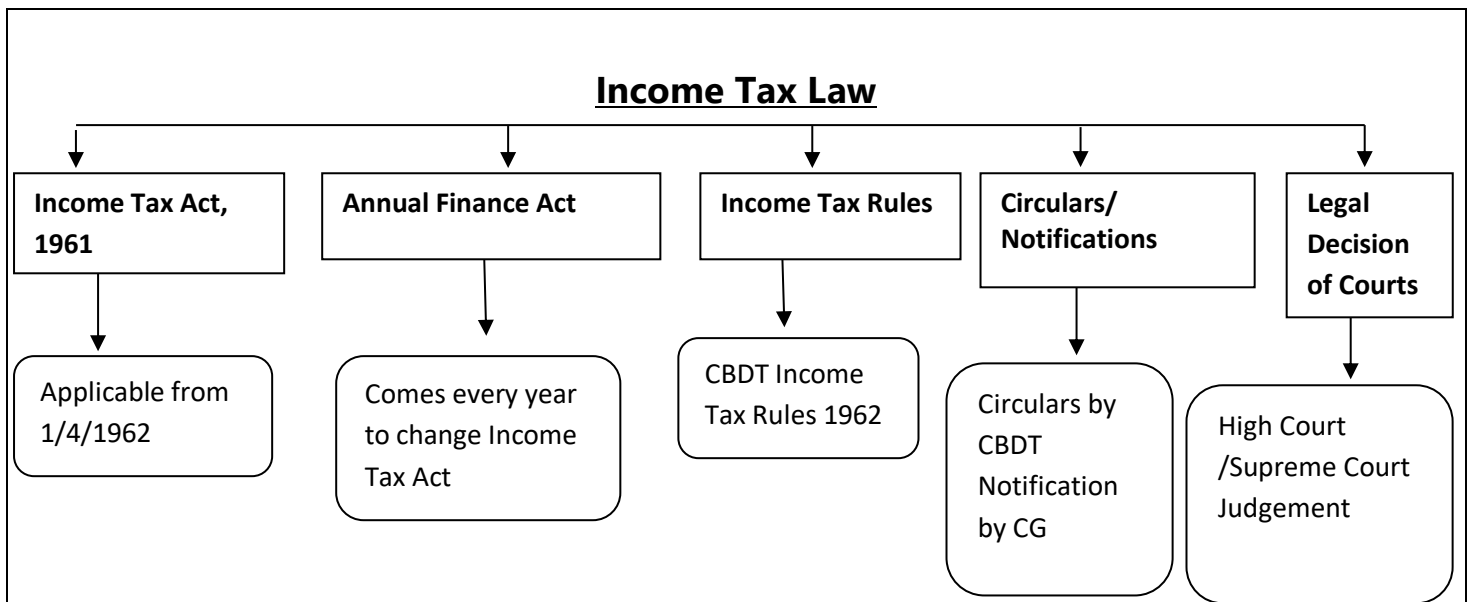 Income Tax Law
Income Tax Act,
1961
Annual Finance Act
Income Tax Rules
Circulars/
Notifications
Legal
Decision
of Courts
Applicable from
1/4/1962
Comes every year
to change Income
Tax Act
CBDT Income
Tax Rules 1962
Circulars by
CBDT
Notification
by CG
High Court
/Supreme Court
Judgement